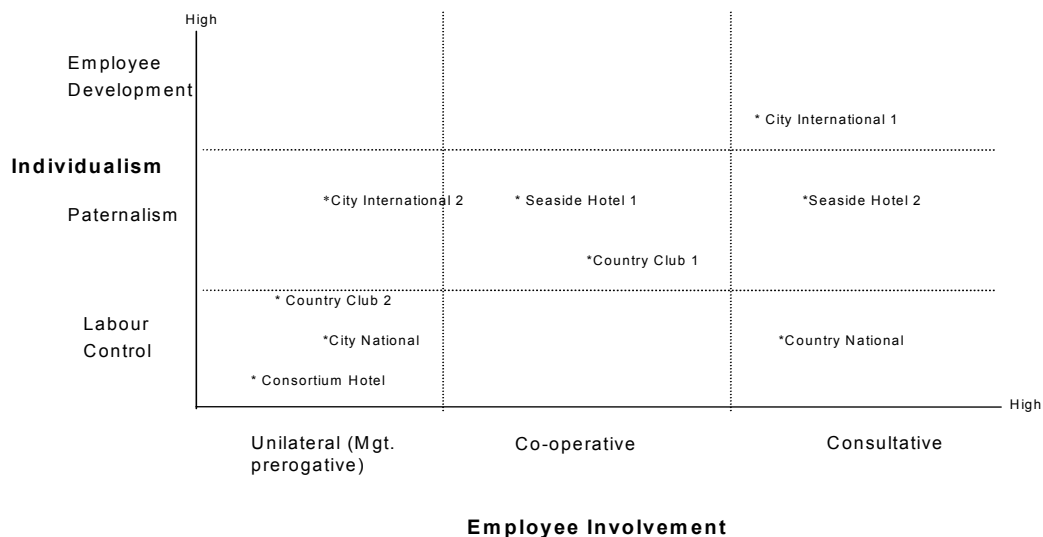 High
Employee
Development
* City International 1
Individualism
Paternalism
*City International 2
* Seaside Hotel 1
*Seaside Hotel 2
*Country Club 1
* Country Club 2
Labour
Control
*City National
*Country National
* Consortium Hotel
High
Unilateral (Mgt.
prerogative)
Co-operative
Consultative
Employee Involvement